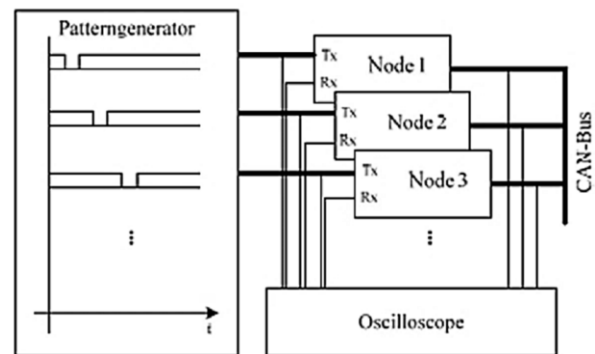 Patterngenerator
t
Tx
Rx
Node 1
Tx
Rx
Node 2
Tx
Rx
Node 3
CAN-Bus
Oscilloscope